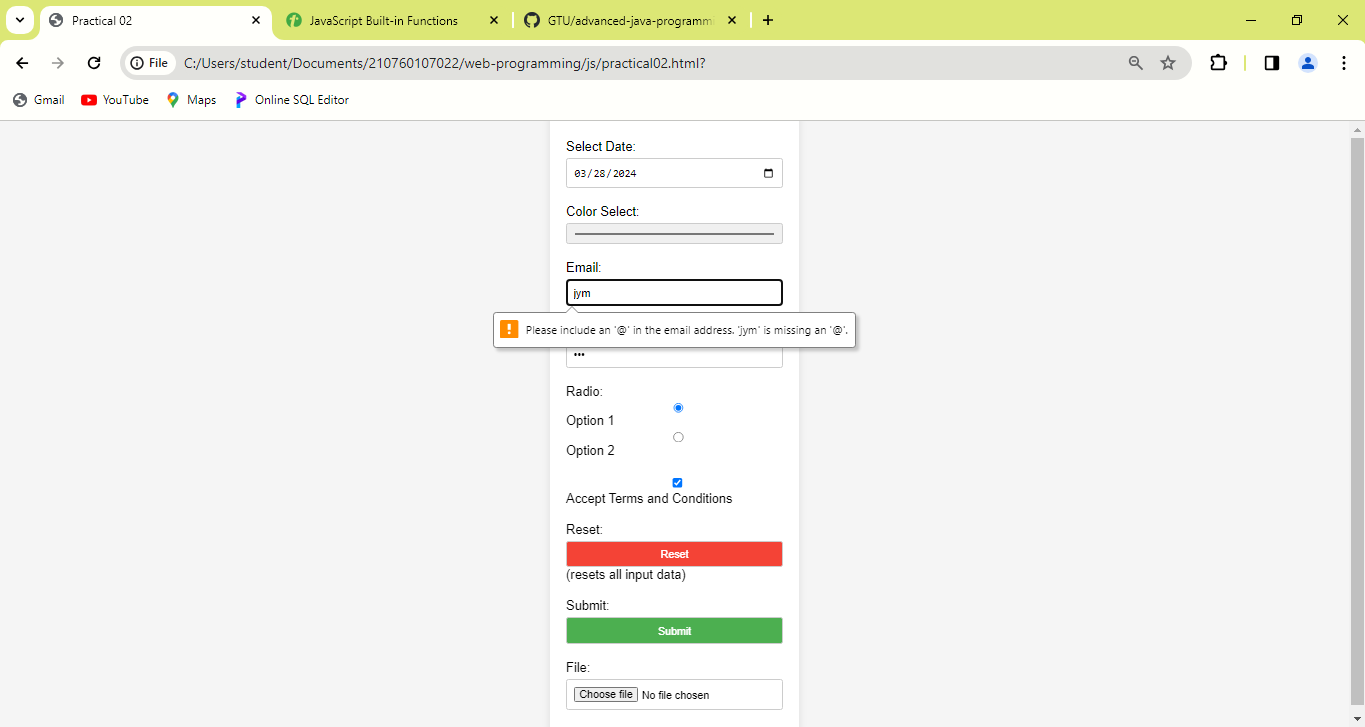 Practical 02
JavaScript Built-in Functions
GTU/advanced-java-programmi
File
C:/Users/student/Documents/210760107022/web-programming/js/practical02.html?
Gmail
YouTube
Maps
Online SQL Editor
Select Date:
03/28/2024
Color Select:
Email:
jym
! Please include an '@' in the email address. 'jym' is missing an '@'.
•••
Radio:
Option 1
Option 2
Accept Terms and Conditions
Reset:
Reset
(resets all input data)
Submit:
Submit
File:
Choose file No file chosen